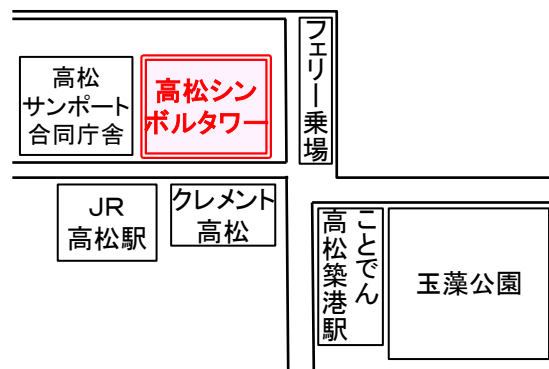 高松
サンポート
合同庁舎
高松シン
ボルタワー
フェリー乗場
JR
高松駅
クレメント
高松
ことでん
高松築港駅
玉藻公園